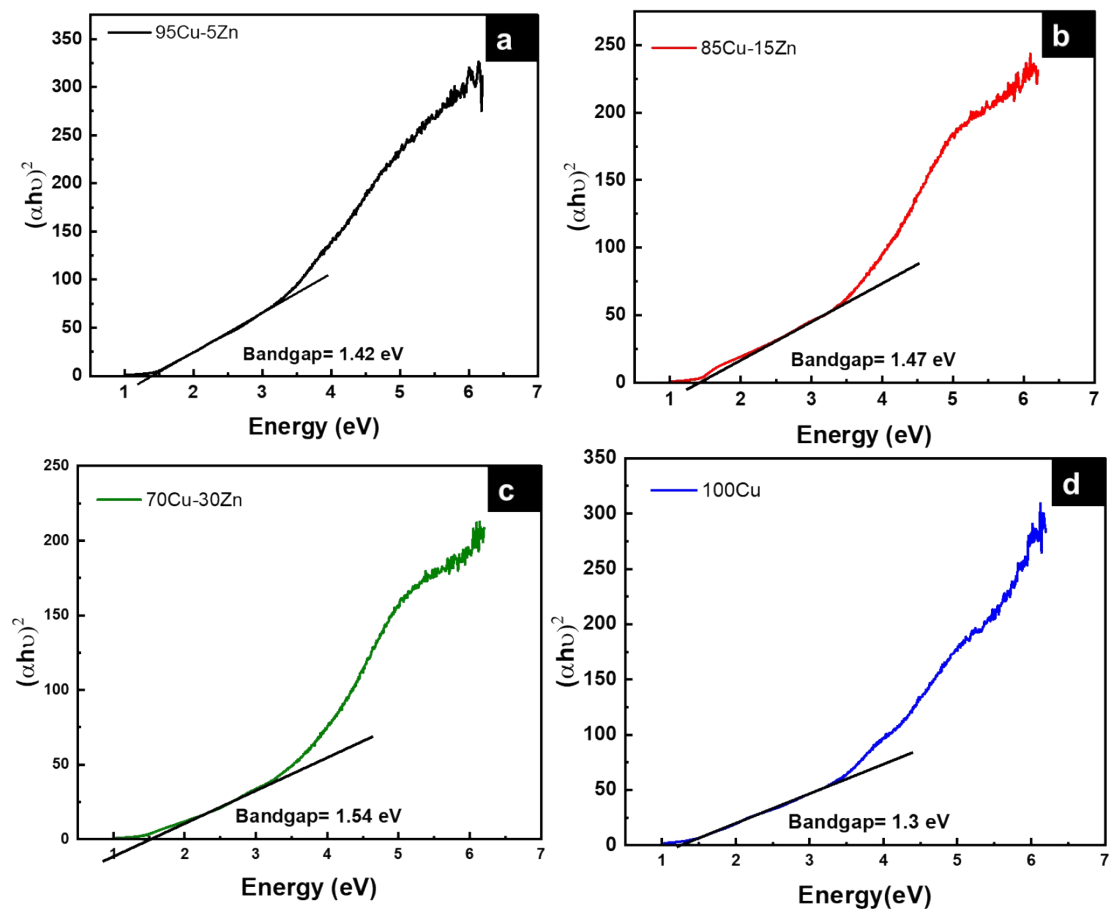 a
95Cu-5Zn
350
300
250
200
150
100
50
0
(αhυ)²
Bandgap= 1.42 eV
1 2 3 4 5 6 7
Energy (eV)
b
85Cu-15Zn
250
200
150
100
50
0
(αhυ)²
Bandgap= 1.47 eV
1 2 3 4 5 6 7
Energy (eV)
c
70Cu-30Zn
250
200
150
100
50
0
(αhυ)²
Bandgap= 1.54 eV
1 2 3 4 5 6 7
Energy (eV)
d
100Cu
350
300
250
200
150
100
50
0
(αhυ)²
Bandgap= 1.3 eV
1 2 3 4 5 6 7
Energy(eV)